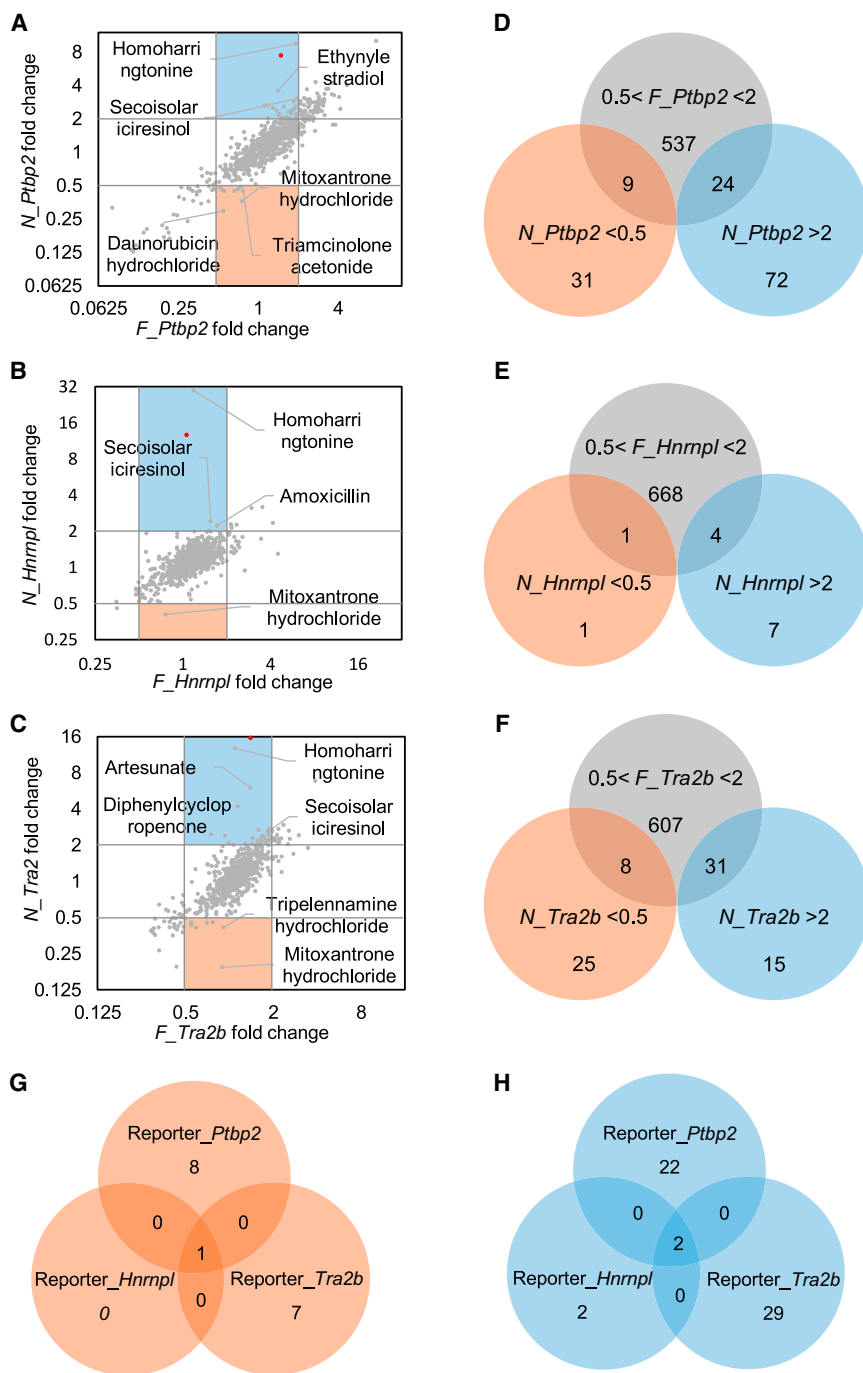 A
N_Ptbp2 fold change
8
4
2
1
0.5
0.25
0.125
0.0625
Homoharri
ngtonine
Ethynyle
stradiol
Secoisolar
iciresinol
Mitoxantrone
hydrochloride
Daunorubicin
hydrochloride
Triamcinolone
acetonide
0.0625 0.25 1 4
F_Ptbp2 fold change
D
0.5< F_Ptbp2 <2
537
9
24
N_Ptbp2 <0.5
N_Ptbp2 >2
31
72
B
N_Hnrnpl fold change
32
16
8
4
2
1
0.5
0.25
Homoharri
ngtonine
Secoisolar
iciresinol
Amoxicillin
Mitoxantrone
hydrochloride
0.25 1 4 16
F_Hnrnpl fold change
E
0.5< F_Hnrnpl <2
668
1
4
N_Hnrnpl <0.5
N_Hnrnpl >2
1
7
C
N_Tra2 fold change
16
8
4
2
1
0.5
0.25
0.125
Homoharri
ngtonine
Artesunate
Diphenylcyclop
ropenone
Secoisolar
iciresinol
Tripelennamine
hydrochloride
Mitoxantrone
hydrochloride
0.125 0.5 2 8
F_Tra2b fold change
F
0.5< F_Tra2b <2
607
8
31
N_Tra2b <0.5
N_Tra2b >2
25
15
G
Reporter_Ptbp2
8
0
0
1
Reporter_Hnrnpl
Reporter_Tra2b
0
0
7
H
Reporter_Ptbp2
22
0
0
2
Reporter_Hnrnpl
Reporter_Tra2b
0
2
29